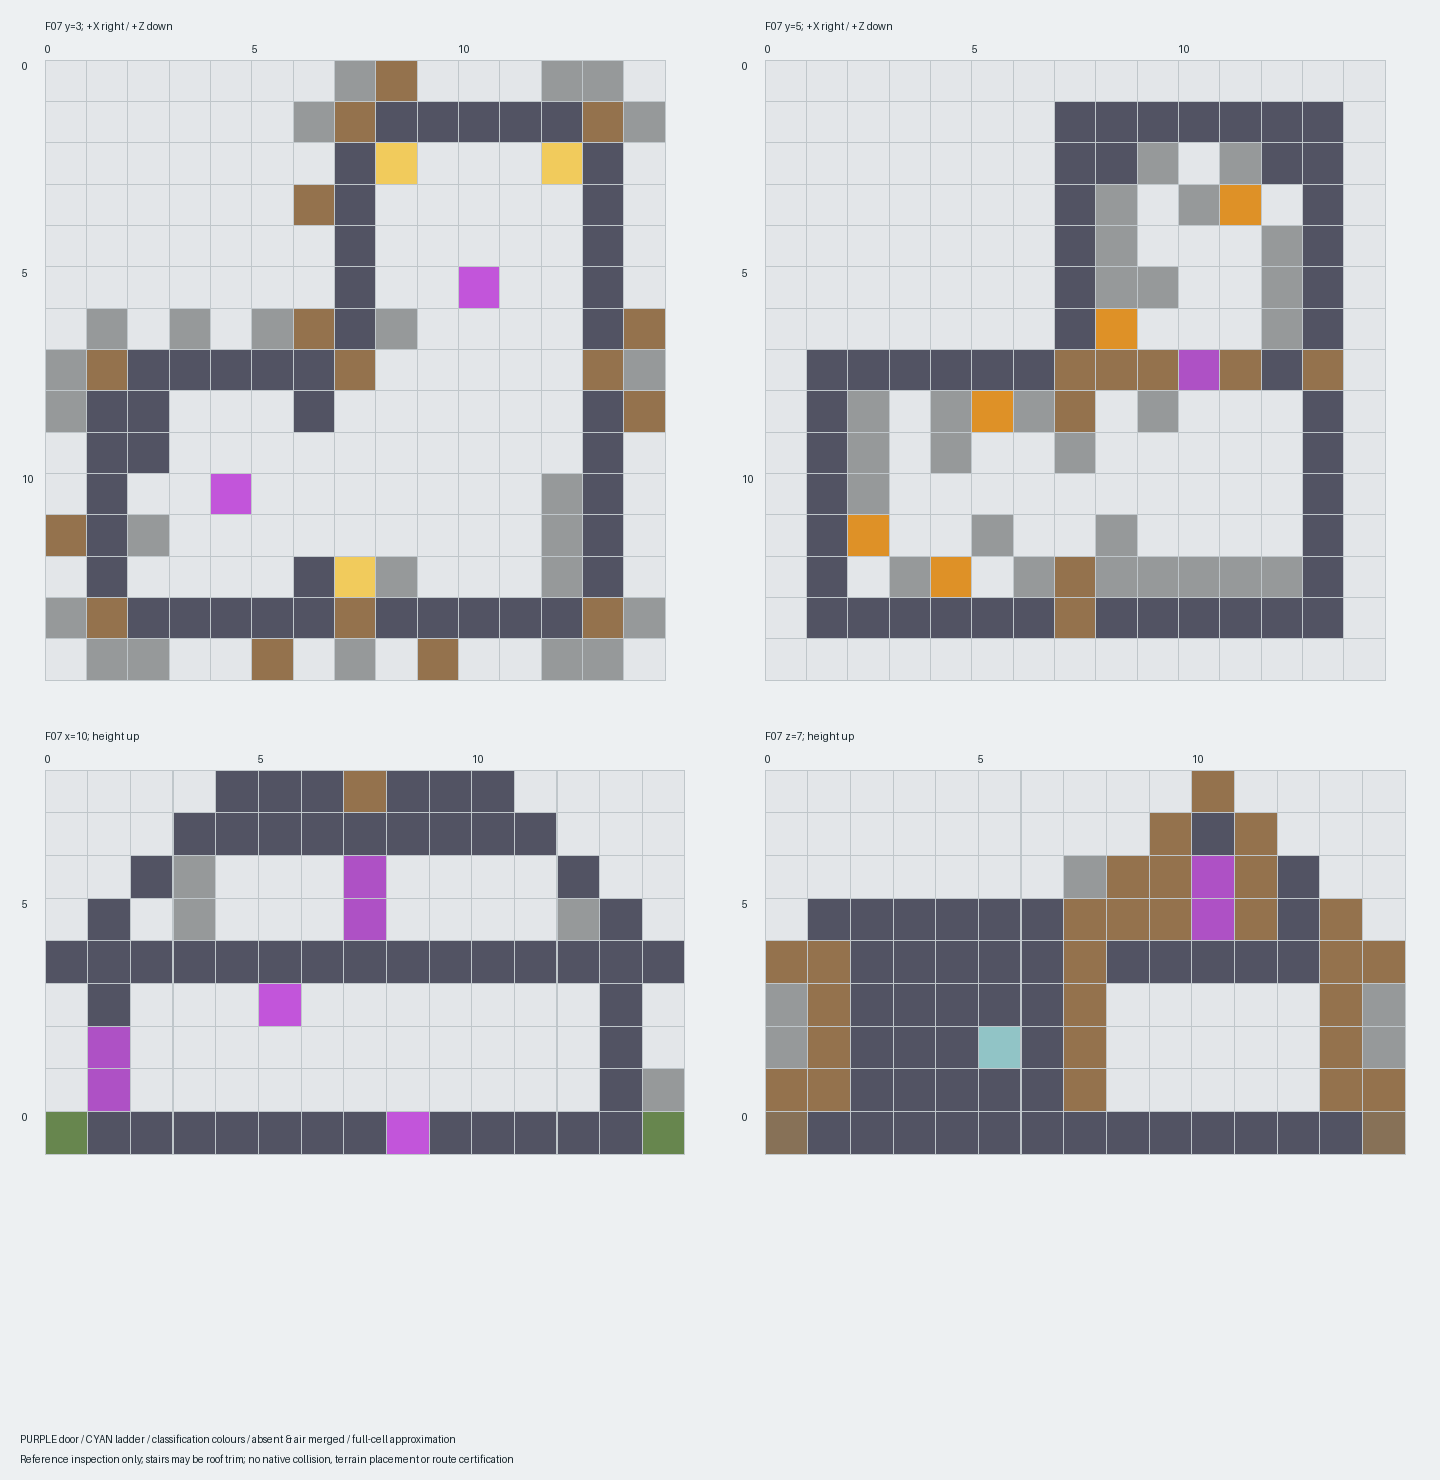 F07 y=3; +X right / +Z down
0 5 10
0
5
10
F07 y=5; +X right / +Z down
0 5 10
0
5
10
F07 x=10; height up
0 5 10
5
0
F07 z=7; height up
0 5 10
5
0
PURPLE door / CYAN ladder / classification colours / absent & air merged / full-cell approximation
Reference inspection only; stairs may be roof trim; no native collision, terrain placement or route certification